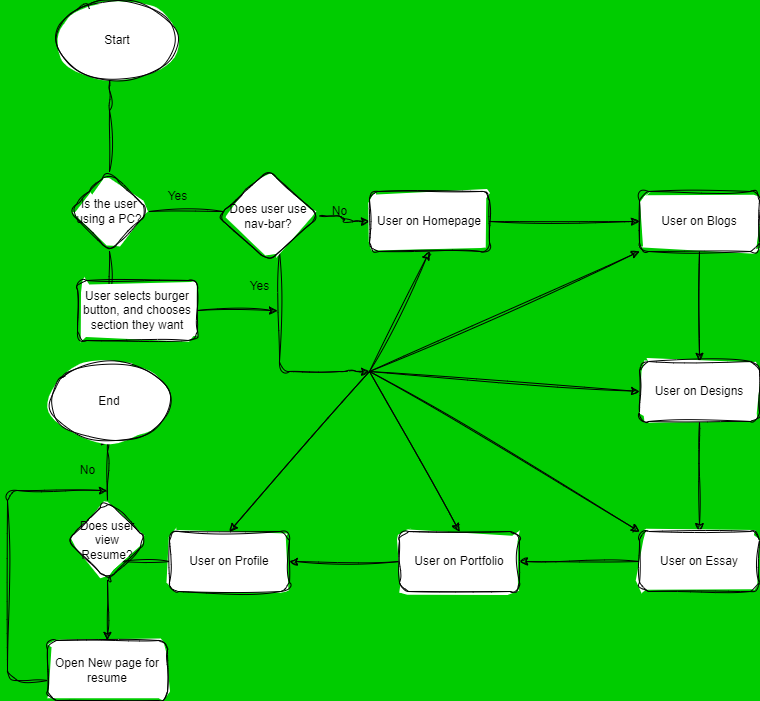 Start
Is the user
using a PC?
Yes
Does user use
nav-bar?
No
User on Homepage
User on Blogs
User selects burger
button, and chooses
section they want
Yes
User on Designs
End
No
Does user
view
Resume?
User on Profile
User on Portfolio
User on Essay
Open New page for
resume